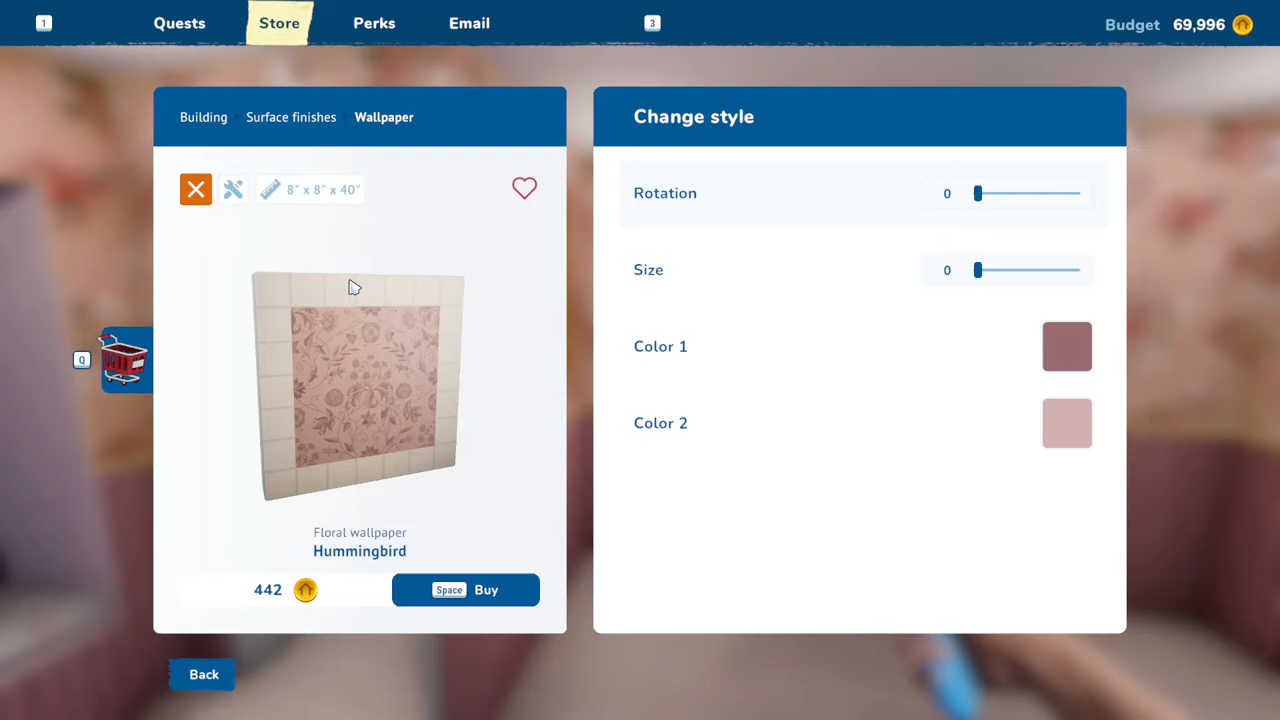 1 Quests Store Perks Email 3 Budget 69,996
Building Surface finishes Wallpaper
8" x 8" x 40"
Q
Floral wallpaper
Hummingbird
442 Space Buy
Back
Change style
Rotation 0
Size 0
Color 1
Color 2